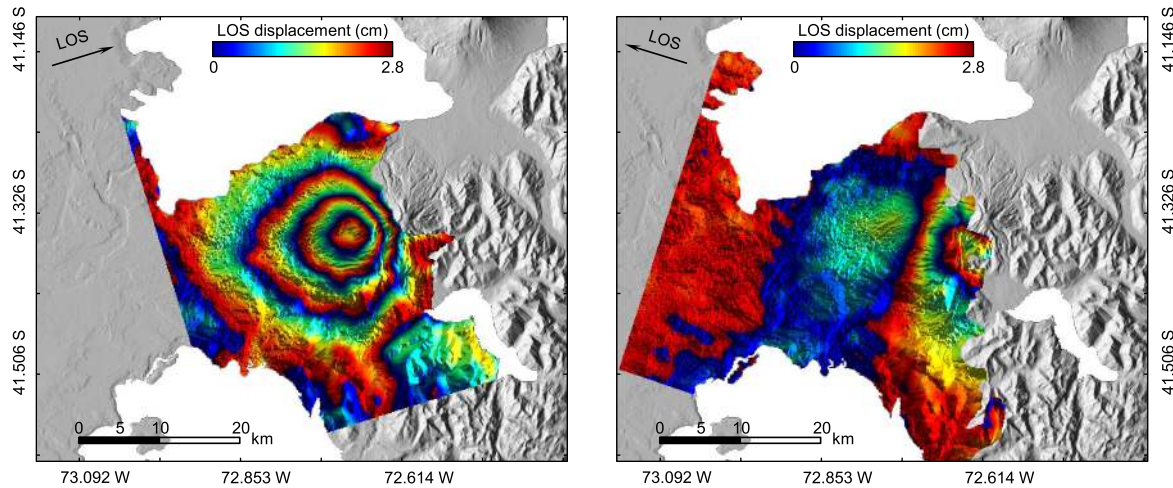 41.146 S
41.326 S
41.506 S
LOS
LOS displacement (cm)
0 2.8
0 5 10 20 km
73.092 W 72.853 W 72.614 W
LOS
LOS displacement (cm)
0 2.8
0 5 10 20 km
73.092 W 72.853 W 72.614 W
41.146 S
41.326 S
41.506 S